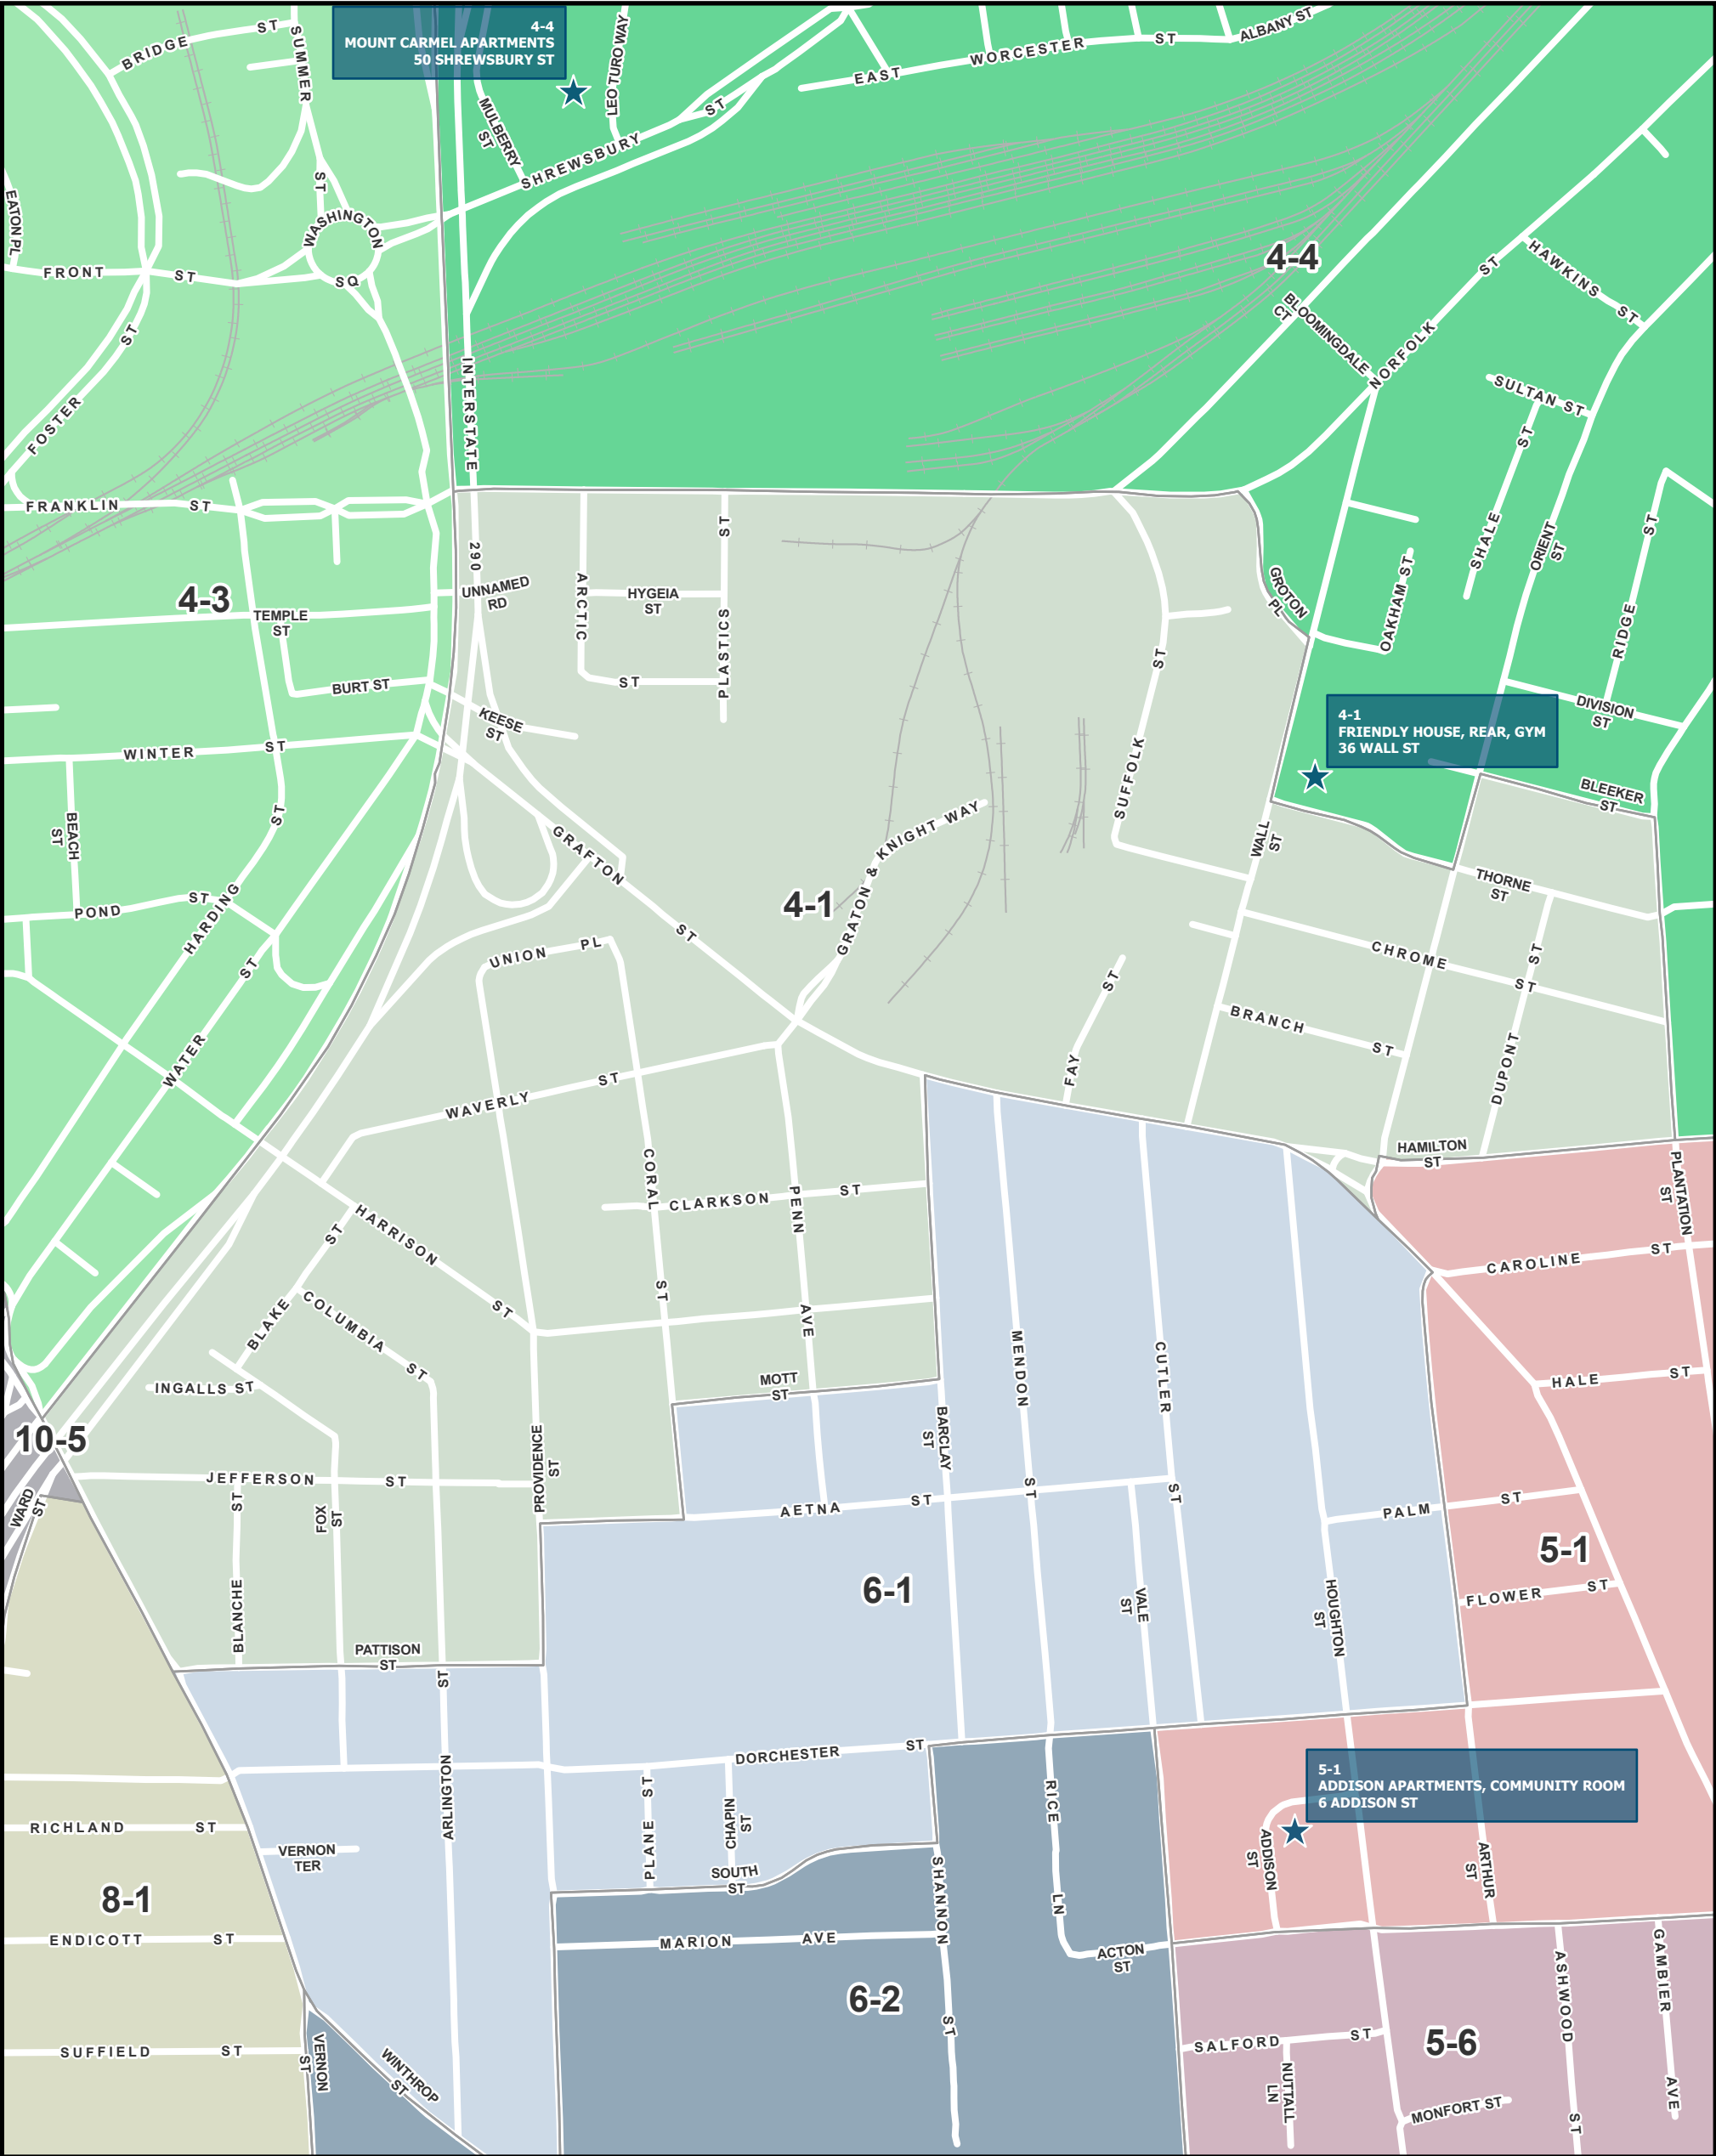 4-4
MOUNT CARMEL APARTMENTS
50 SHREWSBURY ST
BRIDGE ST
SUMMER ST
MULBERRY
ST
LEO TURO WAY
SHREWSBURY ST
EAST WORCESTER ST
ALBANY ST
EATON PL
WASHINGTON
SQ
FRONT ST
FOSTER ST
INTERSTATE 290
4-4
HAWKINS ST
BLOOMINGDALE
CT
NORFOLK ST
SULTAN ST
SHALE ST
ORIENT
ST
RIDGE ST
OAKHAM ST
GROTON
PL
FRANKLIN ST
4-3
TEMPLE
ST
UNNAMED
RD
ARCTIC ST
HYGEIA
ST
PLASTICS ST
BURT ST
KEESE
ST
WINTER ST
BEACH
ST
HARDING ST
POND ST
WATER ST
SUFFOLK ST
DIVISION
ST
4-1
FRIENDLY HOUSE, REAR, GYM
36 WALL ST
BLEEKER
ST
WALL
ST
THORNE
ST
GRAFTON ST
GRATON & KNIGHT WAY
4-1
CHROME ST
UNION PL
BRANCH ST
FAY ST
DUPONT ST
WAVERLY ST
HAMILTON
ST
PLANTATION
ST
CORAL ST
CLARKSON ST
PENN AVE
HARRISON ST
CAROLINE ST
BLAKE ST
COLUMBIA ST
INGALLS ST
MOTT
ST
MENDON ST
CUTLER ST
HALE ST
10-5
WARD
ST
JEFFERSON ST
PROVIDENCE
ST
BARCLAY
ST
AETNA ST
PALM ST
5-1
FOX
ST
BLANCHE ST
6-1
VALE
ST
HOUGHTON
ST
FLOWER ST
PATTISON
ST
ARLINGTON ST
DORCHESTER ST
5-1
ADDISON APARTMENTS, COMMUNITY ROOM
6 ADDISON ST
RICHLAND ST
VERNON
TER
PLANE ST
CHAPIN
ST
SOUTH
ST
RICE LN
ADDISON
ST
ARTHUR
ST
8-1
ENDICOTT ST
MARION AVE
SHANNON ST
ACTON
ST
6-2
ASHWOOD ST
GAMBIER AVE
SUFFIELD ST
VERNON
ST
WINTHROP
ST
SALFORD ST
5-6
NUTTALL
LN
MONFORT ST